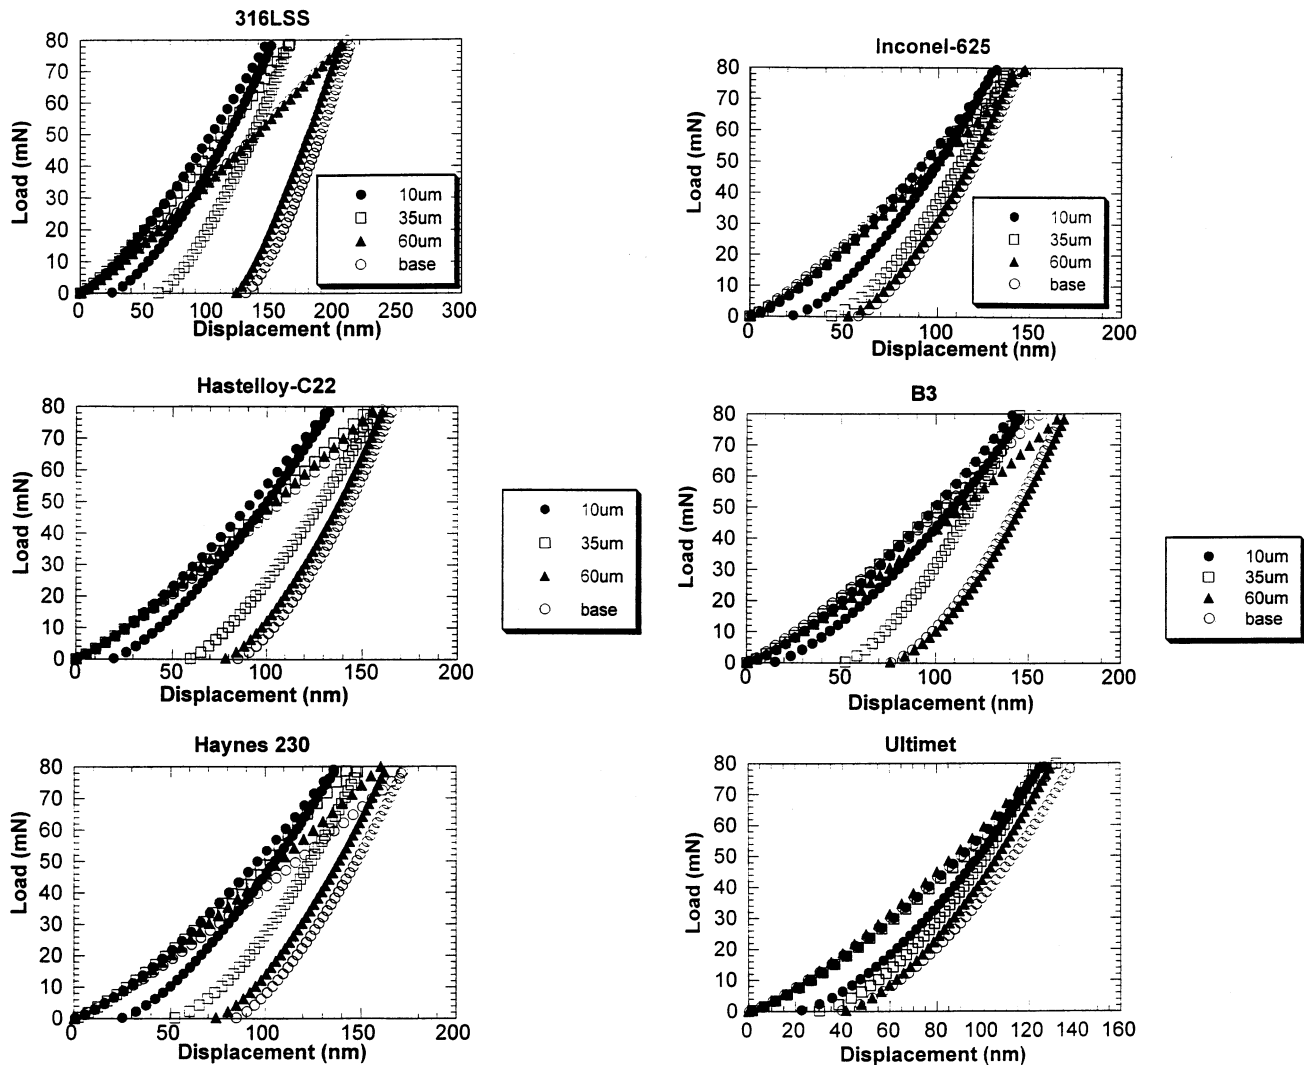 316LSS
80
70
60
50
40
30
20
10
0
Load (mN)
10um
35um
60um
base
0 50 100 150 200 250 300
Displacement (nm)
Inconel-625
80
70
60
50
40
30
20
10
0
Load (mN)
10um
35um
60um
base
0 50 100 150 200
Displacement (nm)
Hastelloy-C22
80
70
60
50
40
30
20
10
0
Load (mN)
0 50 100 150 200
Displacement (nm)
10um
35um
60um
base
B3
80
70
60
50
40
30
20
10
0
Load (mN)
0 50 100 150 200
Displacement (nm)
10um
35um
60um
base
Haynes 230
80
70
60
50
40
30
20
10
0
Load (mN)
0 50 100 150 200
Displacement (nm)
Ultimet
80
70
60
50
40
30
20
10
0
Load (mN)
0 20 40 60 80 100 120 140 160
Displacement (nm)